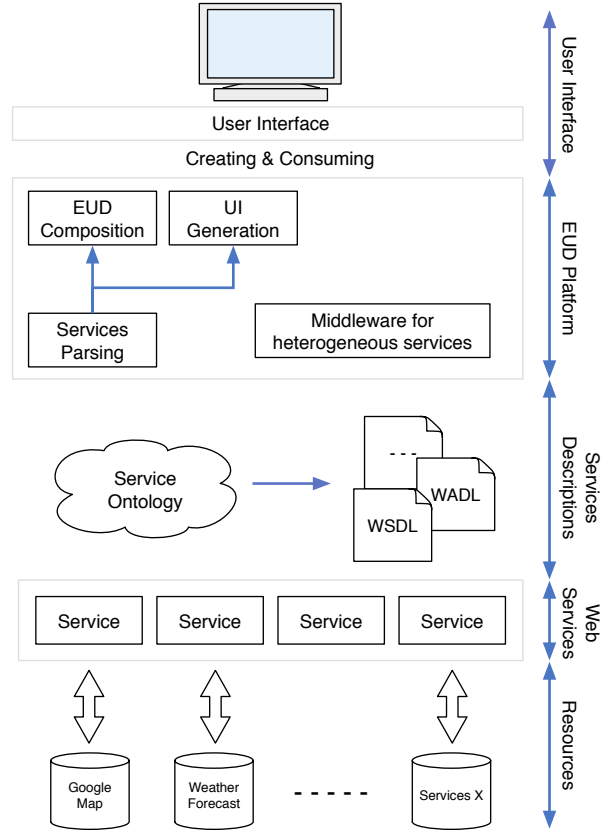 User Interface
Creating & Consuming
EUD
Composition
UI
Generation
Services
Parsing
Middleware for
heterogeneous services
Service
Ontology
- - -
WADL
WSDL
Service
Service
Service
Service
Google
Map
Weather
Forecast
- - - - -
Services X
User Interface
EUD Platform
Services
Descriptions
Web
Services
Resources